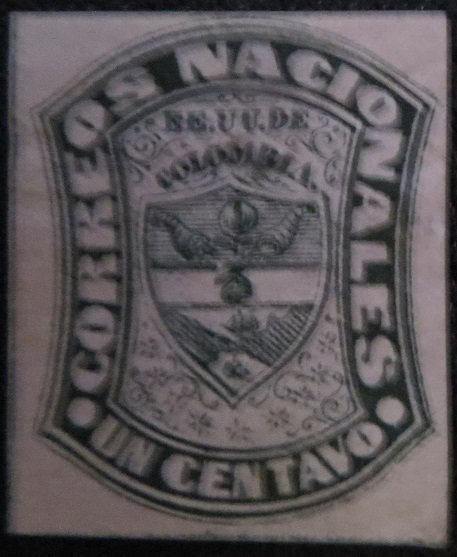 CORREOS NACIONALES
EE.UU.DE
COLOMBIA.
UN CENTAVO